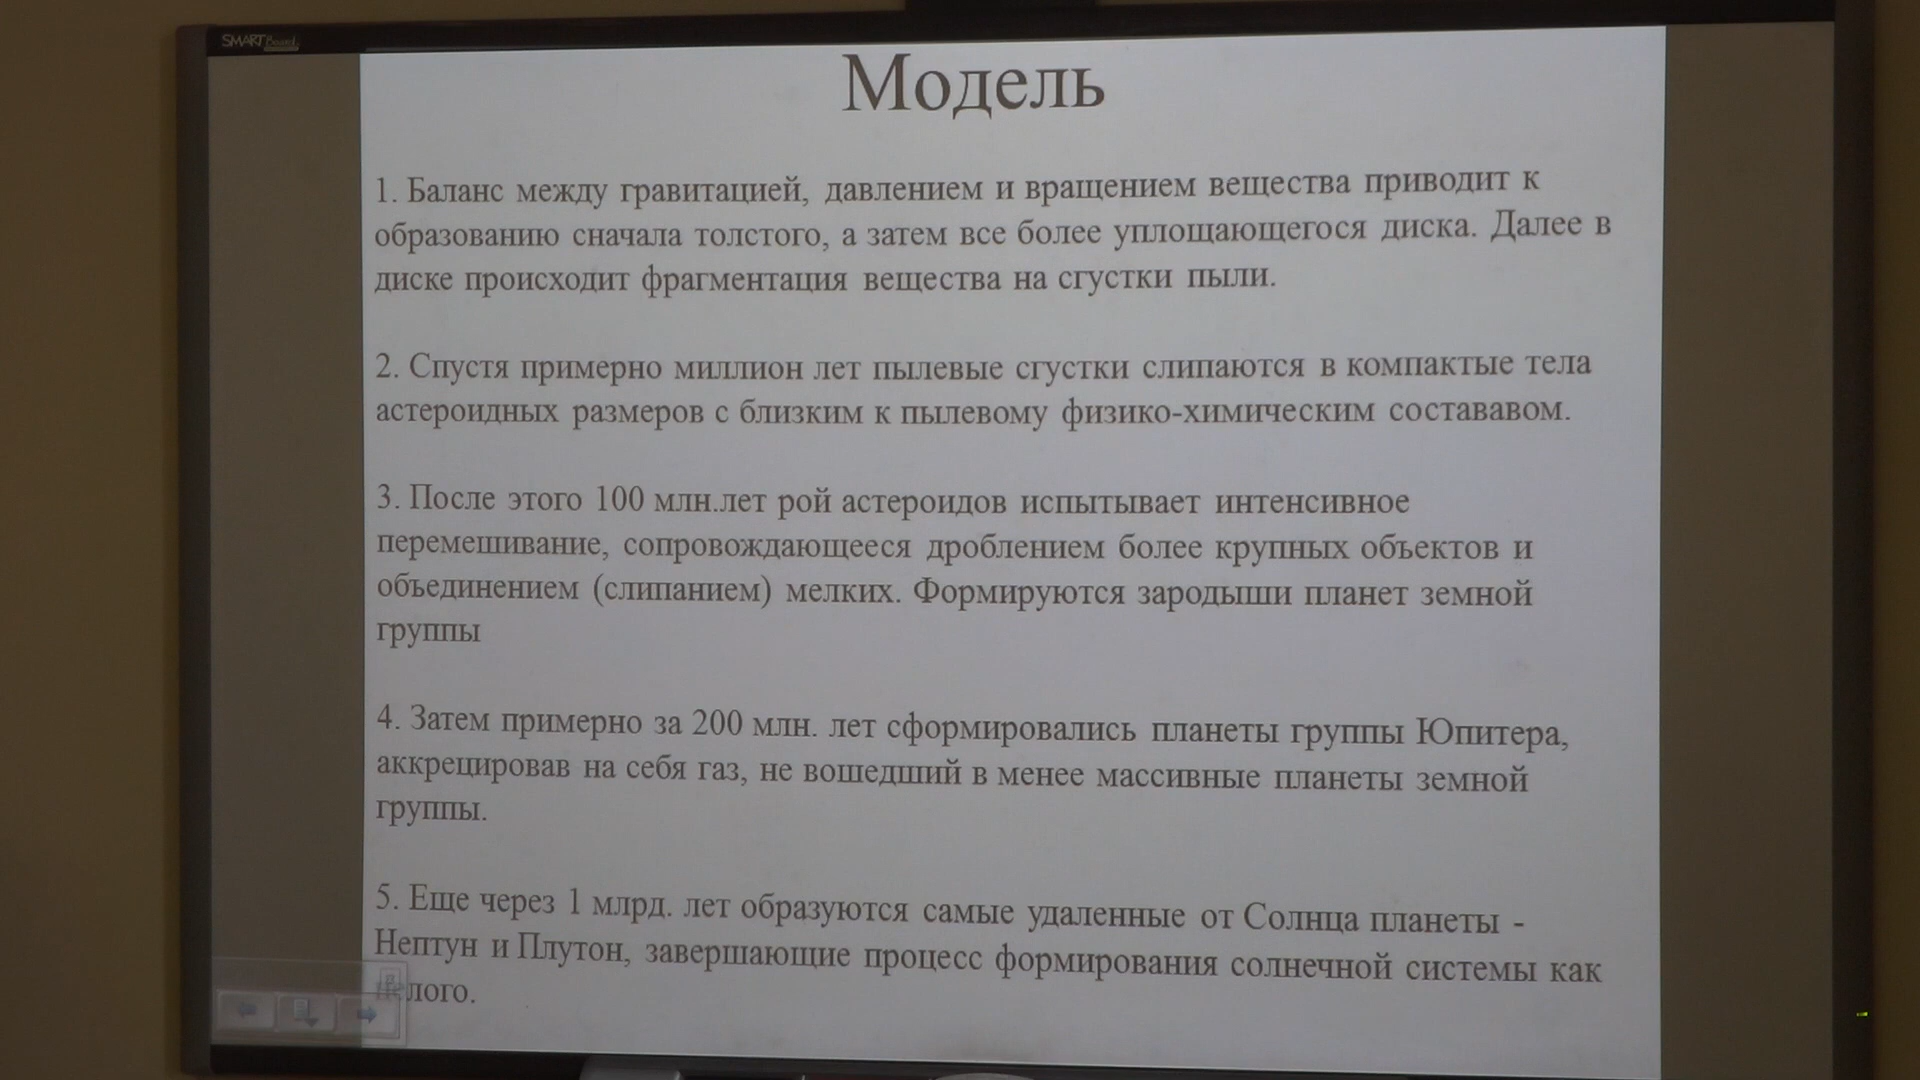 SMART Board
Модель
1. Баланс между гравитацией, давлением и вращением вещества приводит к
образованию сначала толстого, а затем все более уплощающегося диска. Далее в
диске происходит фрагментация вещества на сгустки пыли.
2. Спустя примерно миллион лет пылевые сгустки слипаются в компактые тела
астероидных размеров с близким к пылевому физико-химическим состававом.
3. После этого 100 млн.лет рой астероидов испытывает интенсивное
перемешивание, сопровождающееся дроблением более крупных объектов и
объединением (слипанием) мелких. Формируются зародыши планет земной
группы
4. Затем примерно за 200 млн. лет сформировались планеты группы Юпитера,
аккрецировав на себя газ, не вошедший в менее массивные планеты земной
группы.
5. Еще через 1 млрд. лет образуются самые удаленные от Солнца планеты -
Нептун и Плутон, завершающие процесс формирования солнечной системы как
целого.